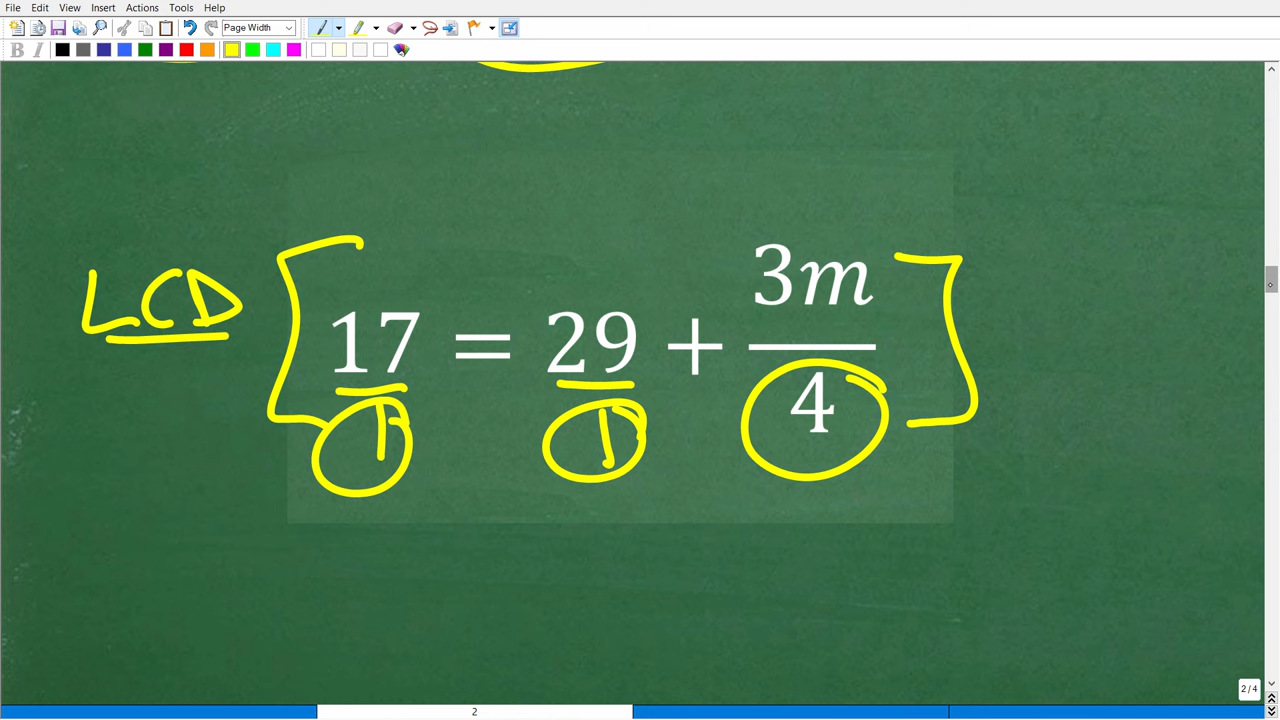 File Edit View Insert Actions Tools Help
Page Width
B I
LCD [ 17 = 29 + 3m/4 ]
1 1
2/4
2